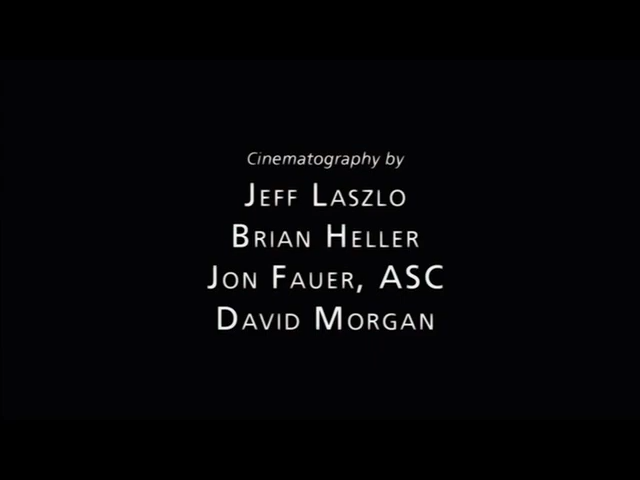 Cinematography by
JEFF LASZLO
BRIAN HELLER
JON FAUER, ASC
DAVID MORGAN